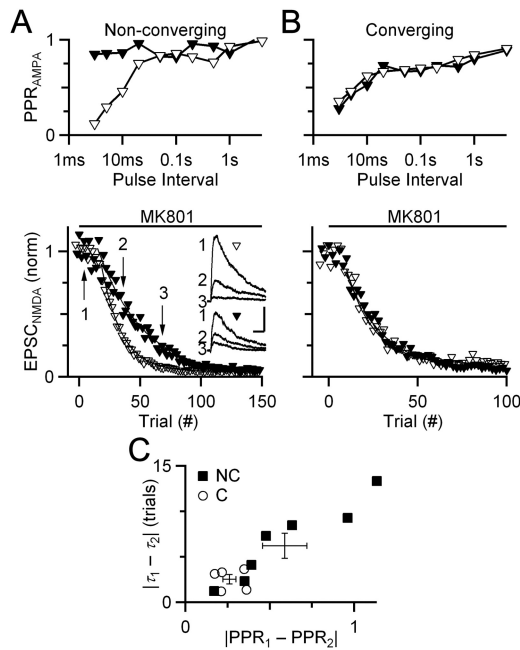 A
Non-converging
B
Converging
PPR_AMPA
1
0
1ms 10ms 0.1s 1s
Pulse Interval
1ms 10ms 0.1s 1s
Pulse Interval
MK801
MK801
EPSC_NMDA (norm)
1
0
1
2
3
1
2
3
1
2
3
0 50 100 150
Trial (#)
0 50 100
Trial (#)
C
|τ1 – τ2| (trials)
15
0
NC
C
0 1
|PPR1 – PPR2|